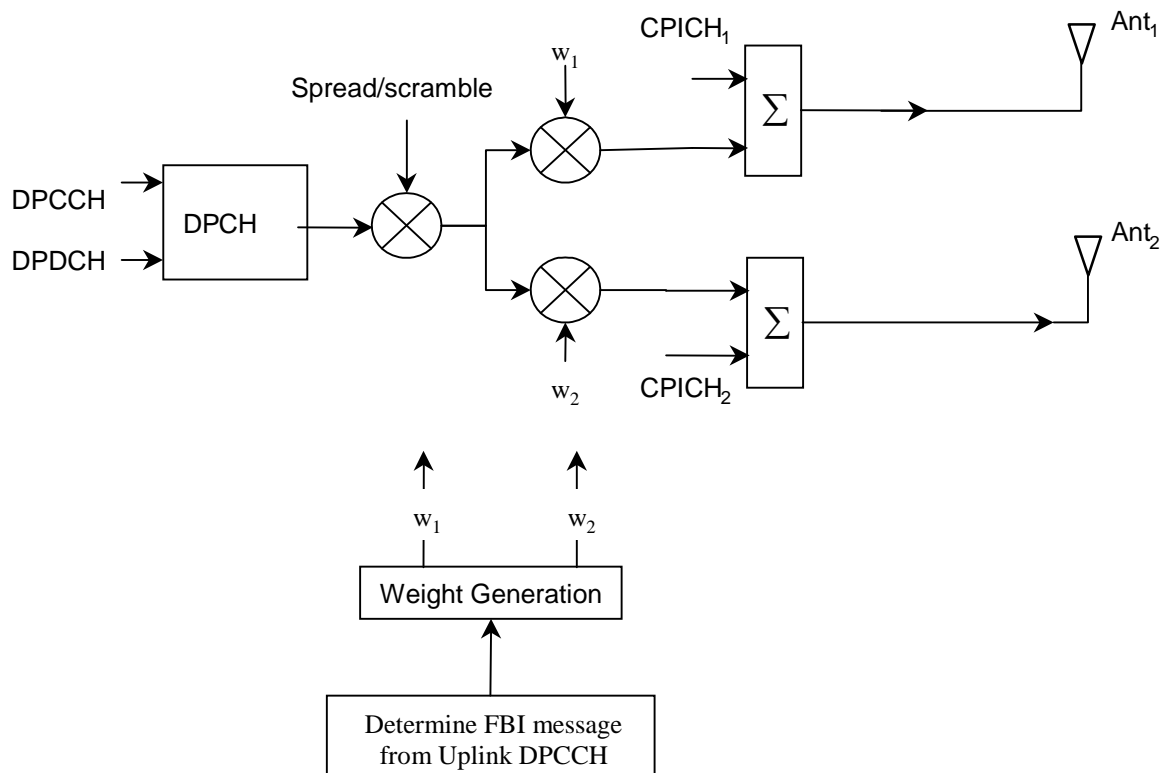 Ant₁
CPICH₁
w₁
Spread/scramble
∑
DPCCH
DPCH
DPDCH
Ant₂
∑
w₂
CPICH₂
w₁
w₂
Weight Generation
Determine FBI message
from Uplink DPCCH